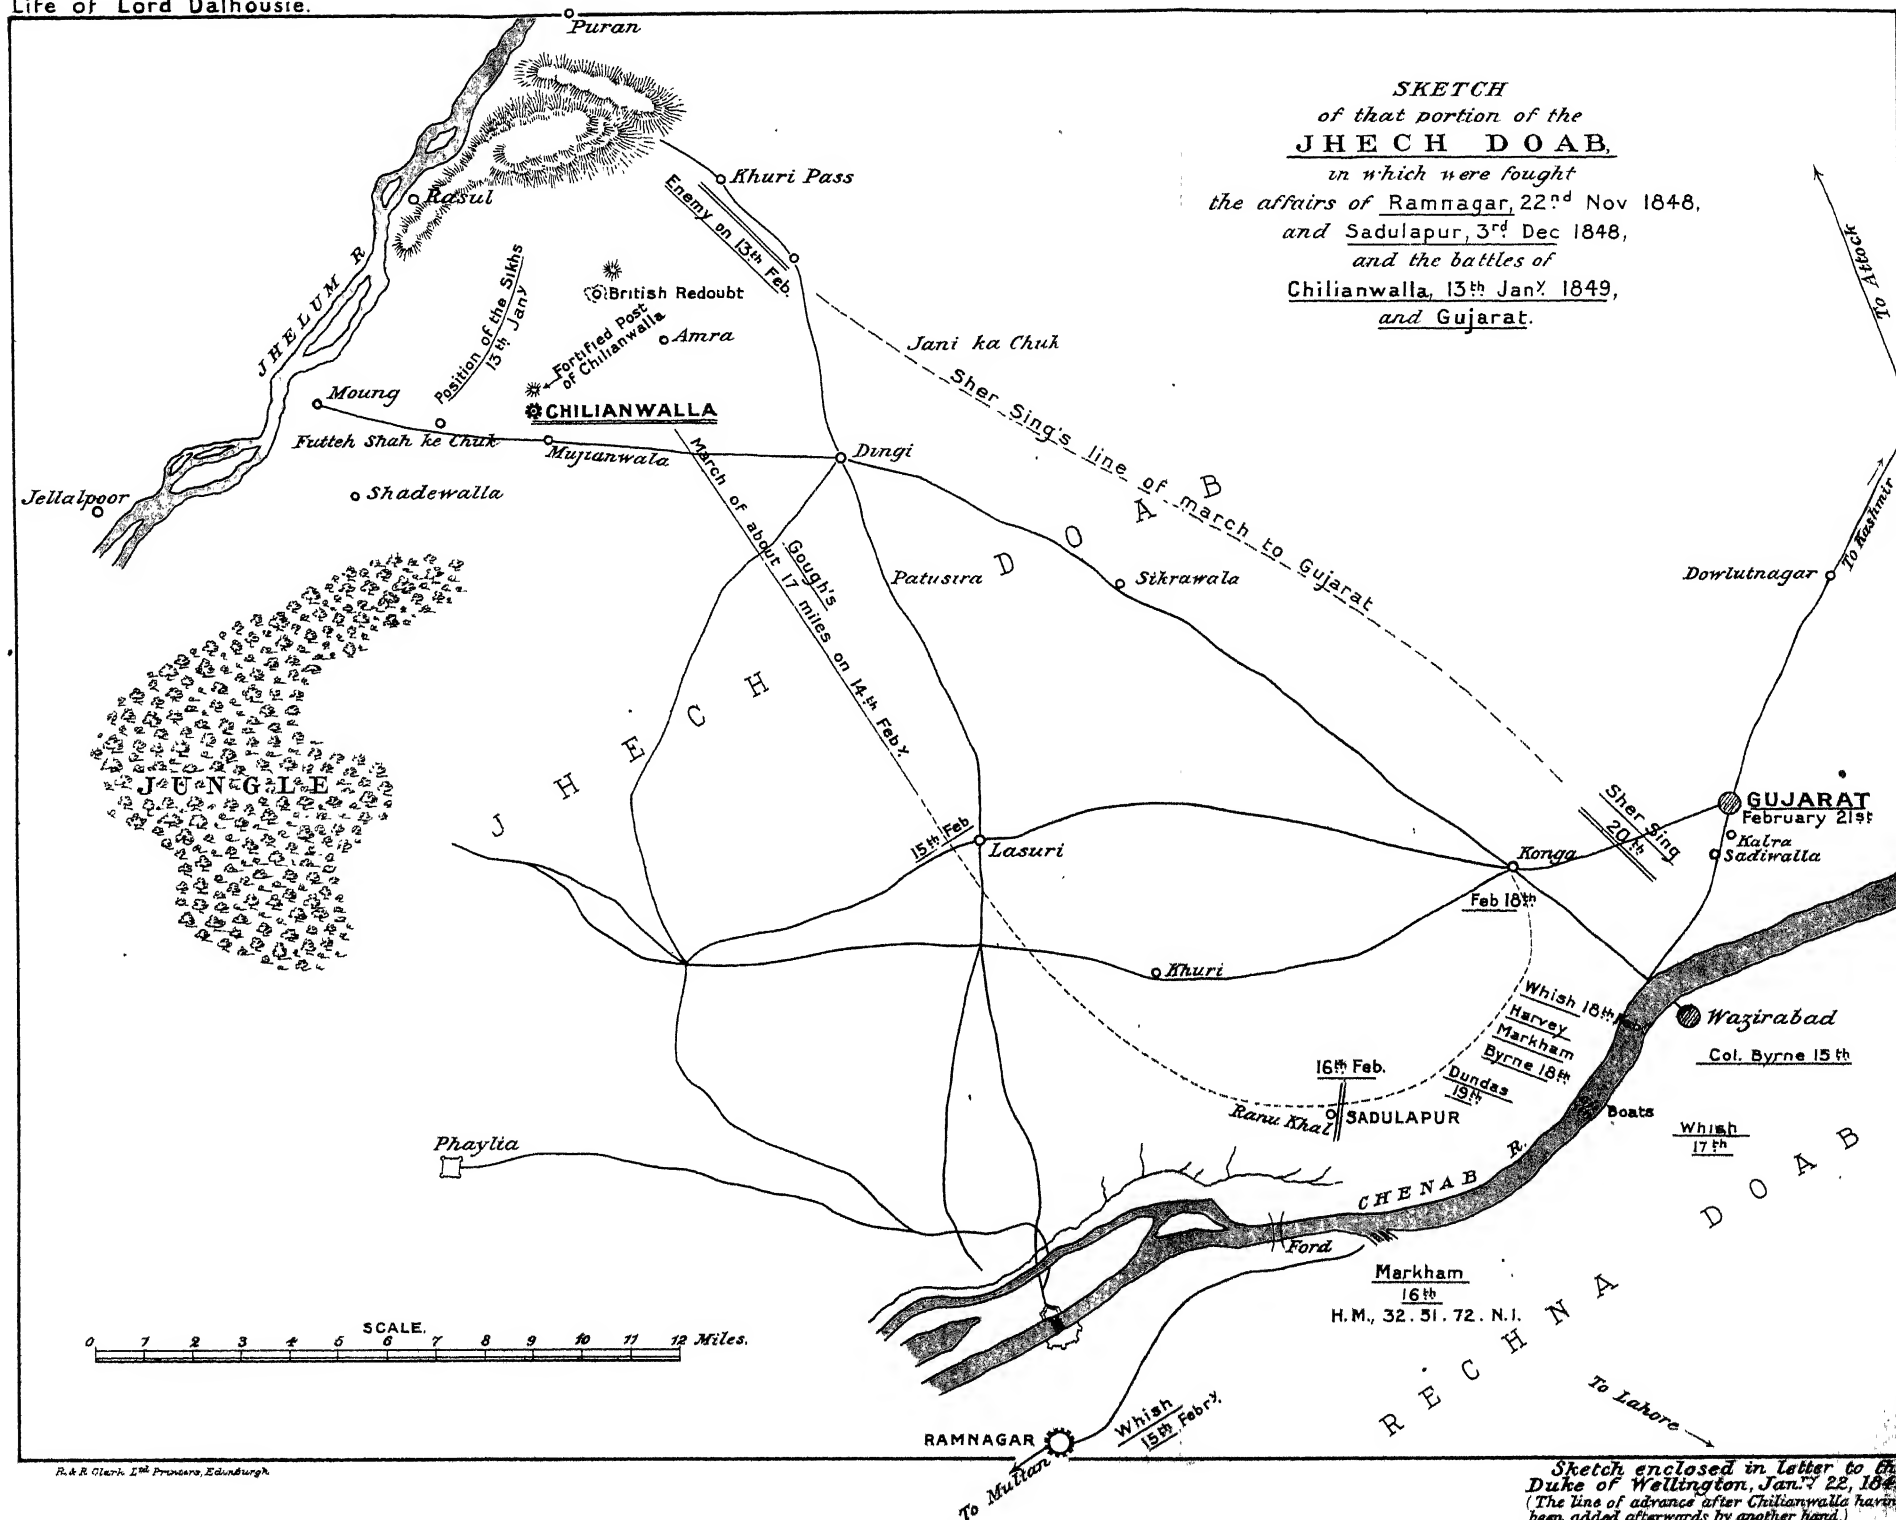 Life of Lord Dalhousie.
Puran
SKETCH
of that portion of the
JHECH DOAB,
in which were fought
the affairs of Ramnagar, 22nd Nov 1848,
and Sadulapur, 3rd Dec 1848,
and the battles of
Chilianwalla, 13th Jany. 1849,
and Gujarat.
Khuri Pass
Enemy on 13th Feb.
Rasul
JHELUM R
Position of the Sikhs
13th Jany
British Redoubt
Fortified Post
of Chilianwalla
Amra
To Attock
To
Jani ka Chuk
Sher Sing's line of march to Gujarat
Moung
CHILIANWALLA
Futteh Shah ke Chuk
Mujianwala
Dingi
Jellalpoor
Shadewalla
March of about 17 miles on 14th Feby.
Gough's
Patusira
Sikrawala
Dowlutnagar
To Kashmir
JHECH DOAB
JUNGLE
Sher Sing
20th
GUJARAT
February 21st
Kalra
Sadiwalla
15th Feb
Lasuri
Konga
Feb 18th
Khuri
Whish 18th Feb.
Harvey
Markham
Byrne 18th
Dundas
19th
Wazirabad
Col. Byrne 15th
16th Feb.
Ranu Khal
SADULAPUR
Boats
Whish
17th
Phaylia
CHENAB R.
Ford
Markham
16th
H.M., 32. 51. 72. N.I.
RECHNA DOAB
SCALE.
0 1 2 3 4 5 6 7 8 9 10 11 12 Miles.
To Lahore
RAMNAGAR
Whish
15th Febry.
To Multan
R. & R. Clark Ltd. Printers, Edinburgh
Sketch enclosed in letter to
Duke of Wellington, Janry. 22, 184
(The line of advance after Chilianwalla
been added afterwards by another hand.)